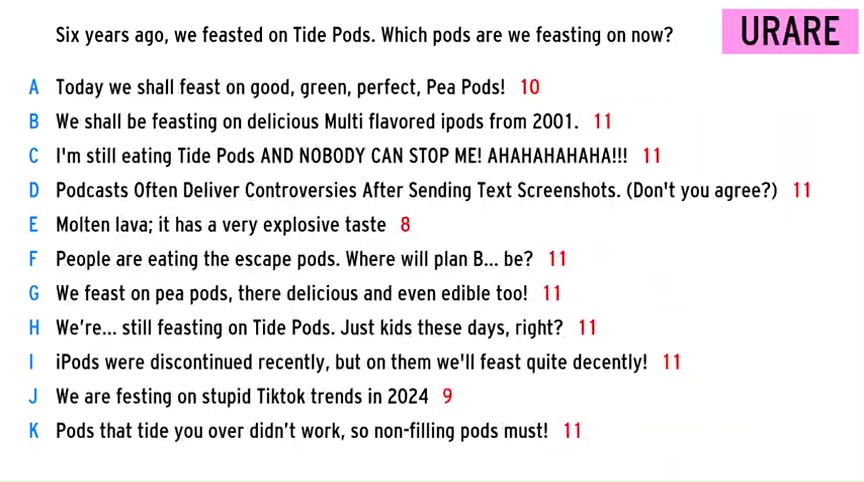 Six years ago, we feasted on Tide Pods. Which pods are we feasting on now?
URARE
A Today we shall feast on good, green, perfect, Pea Pods! 10
B We shall be feasting on delicious Multi flavored ipods from 2001. 11
C I'm still eating Tide Pods AND NOBODY CAN STOP ME! AHAHAHAHAHA!!! 11
D Podcasts Often Deliver Controversies After Sending Text Screenshots. (Don't you agree?) 11
E Molten lava; it has a very explosive taste 8
F People are eating the escape pods. Where will plan B... be? 11
G We feast on pea pods, there delicious and even edible too! 11
H We're... still feasting on Tide Pods. Just kids these days, right? 11
I iPods were discontinued recently, but on them we'll feast quite decently! 11
J We are festing on stupid Tiktok trends in 2024 9
K Pods that tide you over didn't work, so non-filling pods must! 11